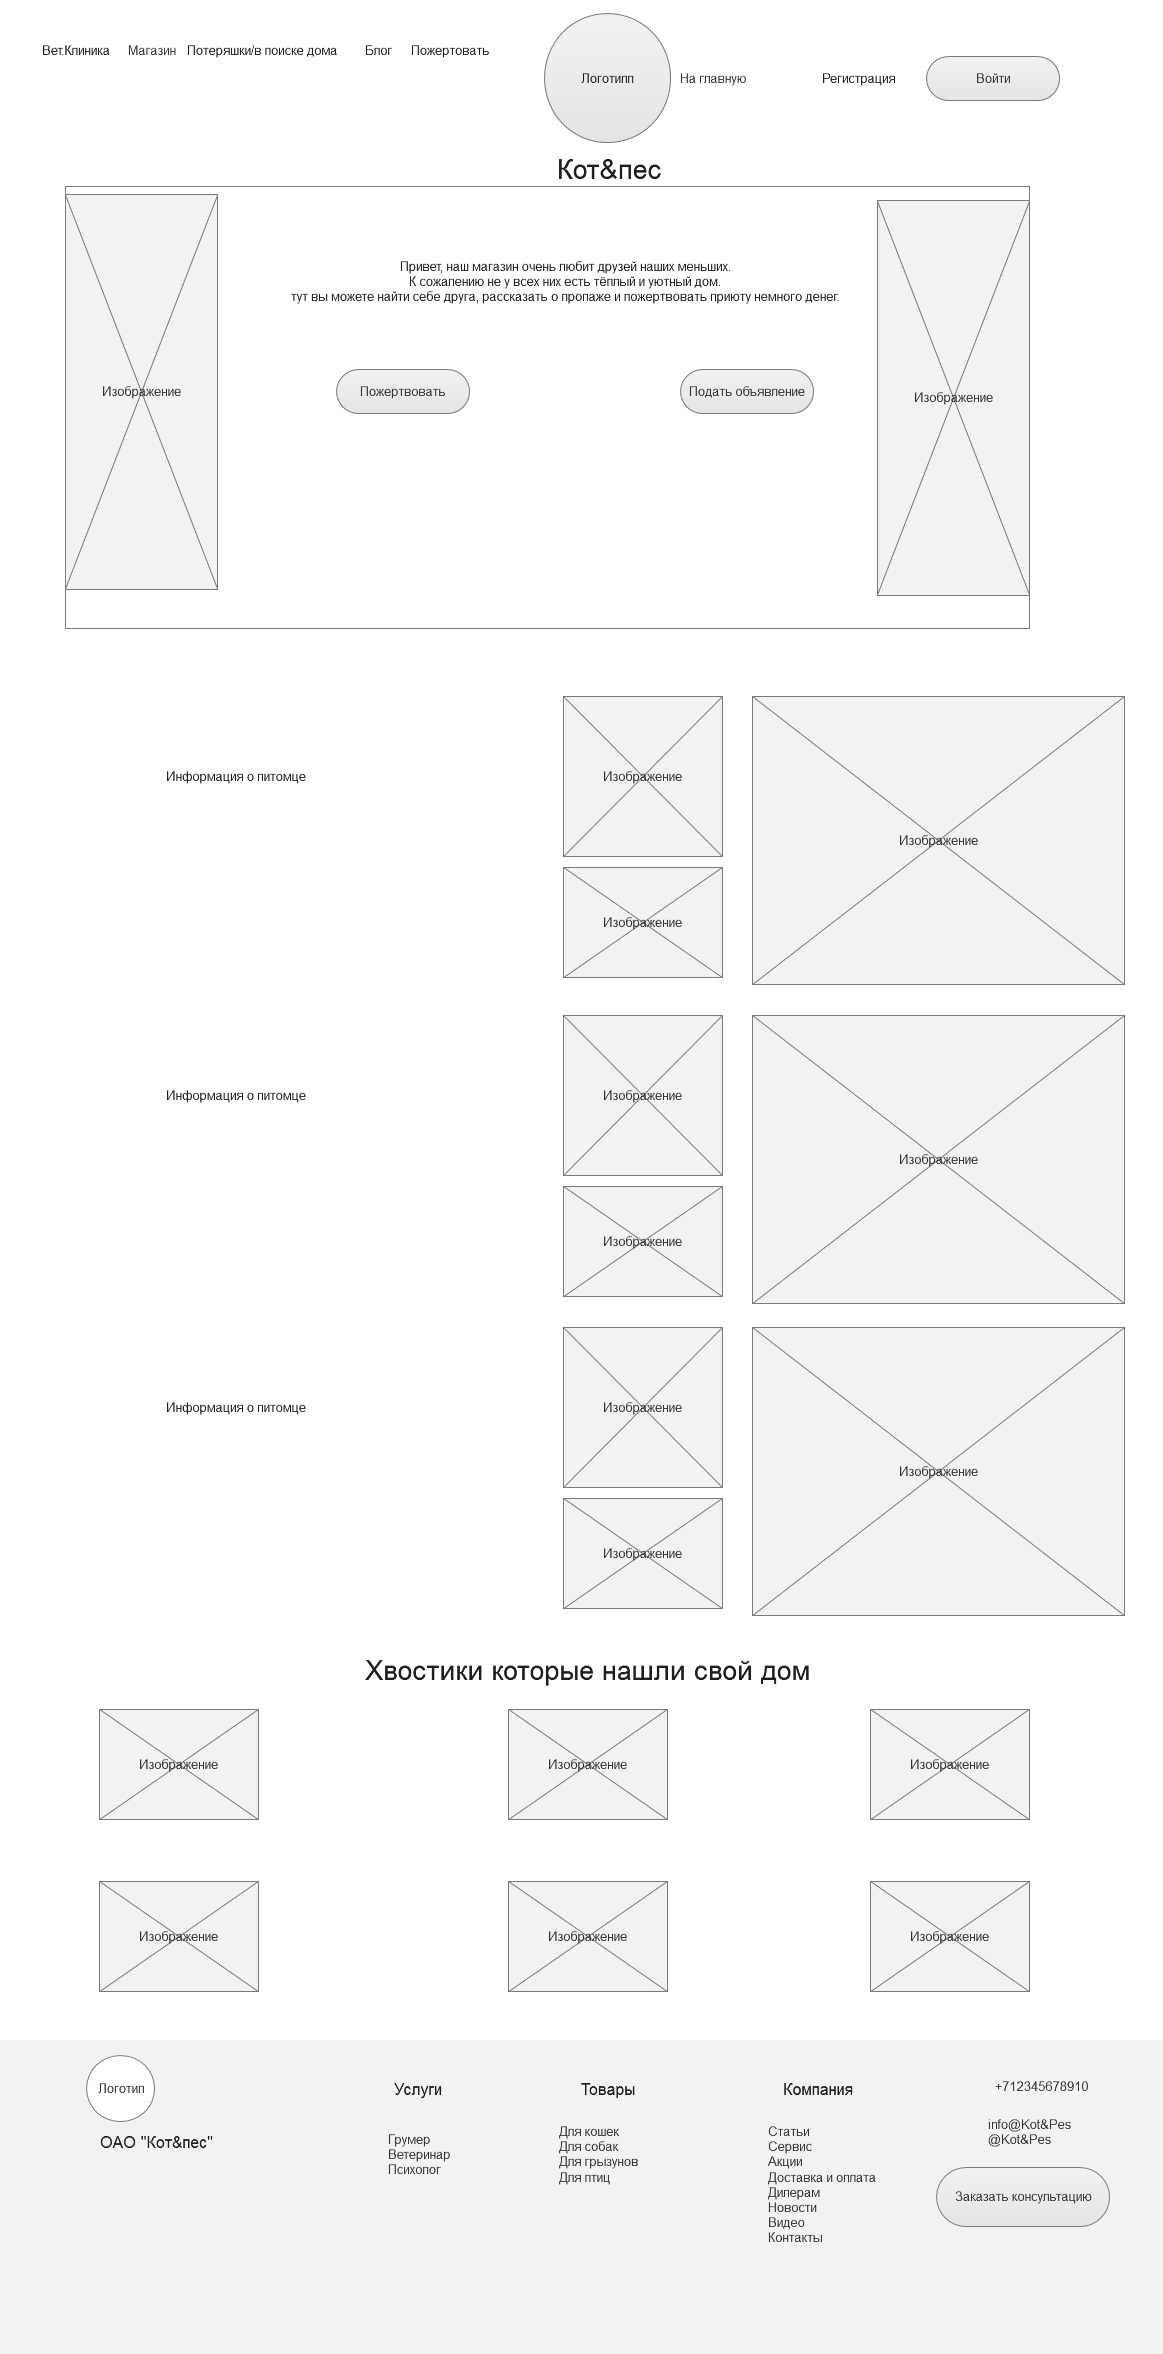 Вет.Клиника Магазин Потеряшки/в поиске дома Блог Пожертовать
Логотипп На главную Регистрация Войти
Кот&пес
Привет, наш магазин очень любит друзей наших меньших.
К сожалению не у всех них есть тёплый и уютный дом.
тут вы можете найти себе друга, рассказать о пропаже и пожертвовать приюту немного денег.
Изображение
Пожертвовать
Подать объявление
Изображение
Информация о питомце
Изображение
Изображение
Изображение
Информация о питомце
Изображение
Изображение
Изображение
Информация о питомце
Изображение
Изображение
Изображение
Хвостики которые нашли свой дом
Изображение
Изображение
Изображение
Изображение
Изображение
Изображение
Логотип
ОАО "Кот&пес"
Услуги
Грумер
Ветеринар
Психолог
Товары
Для кошек
Для собак
Для грызунов
Для птиц
Компания
Статьи
Сервис
Акции
Доставка и оплата
Диперам
Новости
Видео
Контакты
+712345678910
info@Kot&Pes
@Kot&Pes
Заказать консультацию